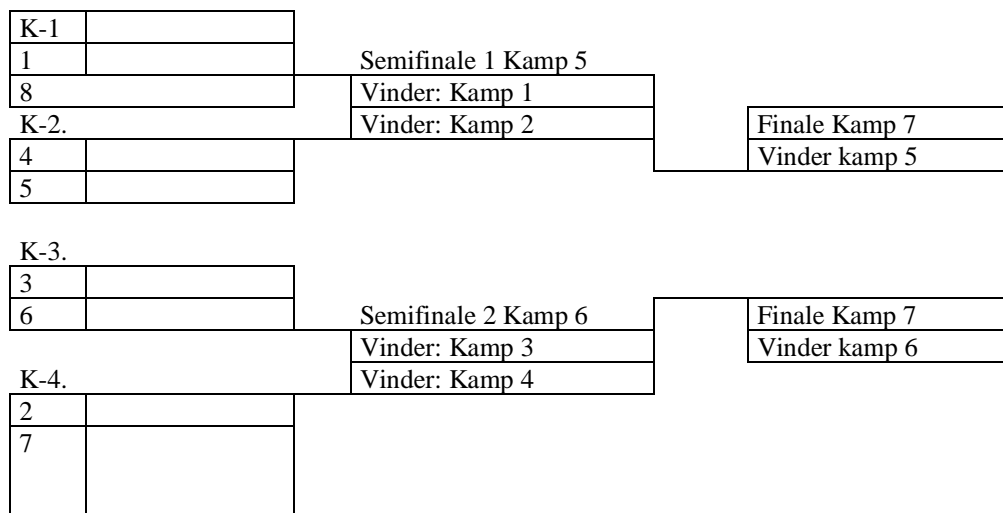 K-1
1
Semifinale 1 Kamp 5
8
Vinder: Kamp 1
K-2.
Vinder: Kamp 2
Finale Kamp 7
4
Vinder kamp 5
5
K-3.
3
6
Semifinale 2 Kamp 6
Finale Kamp 7
Vinder: Kamp 3
Vinder kamp 6
K-4.
Vinder: Kamp 4
2
7